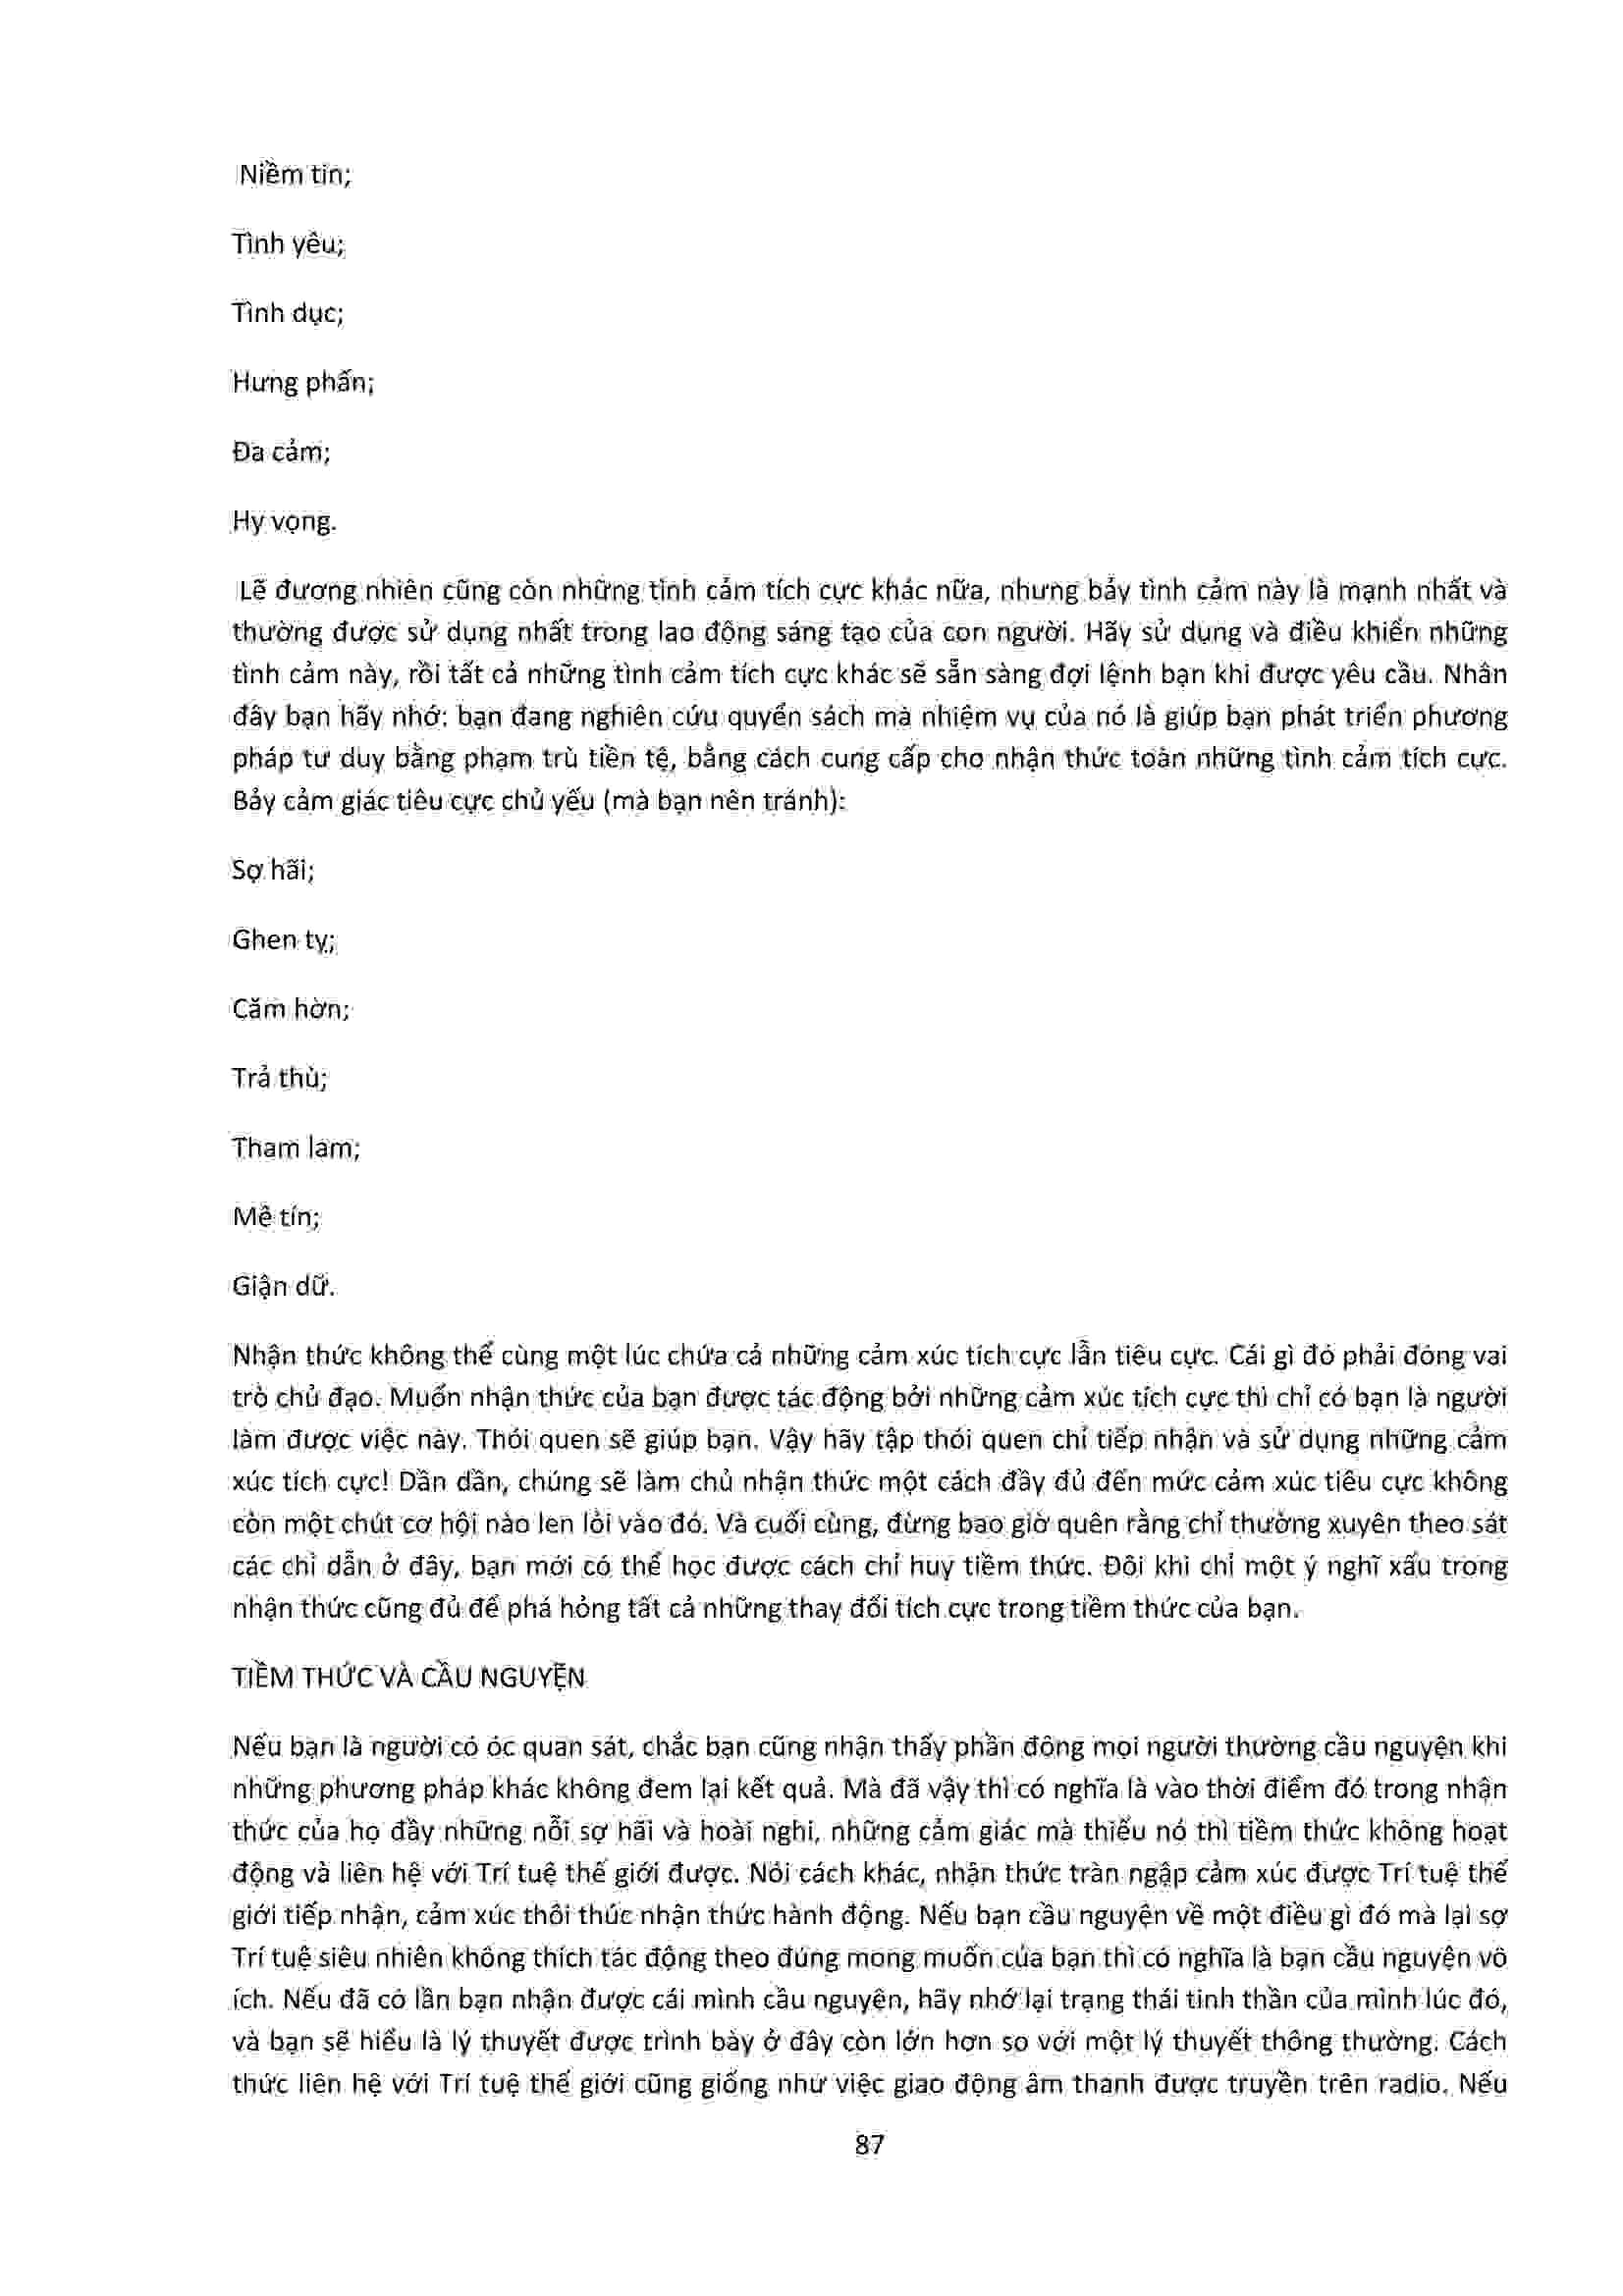 Niềm tin;
Tình yêu;
Tình dục;
Hưng phấn;
Đa cảm;
Hy vọng.
Lẽ đương nhiên cũng còn những tình cảm tích cực khác nữa, nhưng bảy tình cảm này là mạnh nhất và
thường được sử dụng nhất trong lao động sáng tạo của con người. Hãy sử dụng và điều khiển những
tình cảm này, rồi tất cả những tình cảm tích cực khác sẽ sẵn sàng đợi lệnh bạn khi được yêu cầu. Nhân
đây bạn hãy nhớ: bạn đang nghiên cứu quyển sách mà nhiệm vụ của nó là giúp bạn phát triển phương
pháp tư duy bằng phạm trù tiền tệ, bằng cách cung cấp cho nhận thức toàn những tình cảm tích cực.
Bảy cảm giác tiêu cực chủ yếu (mà bạn nên tránh):
Sợ hãi;
Ghen tỵ;
Căm hờn;
Trả thù;
Tham lam;
Mê tín;
Giận dữ.
Nhận thức không thể cùng một lúc chứa cả những cảm xúc tích cực lẫn tiêu cực. Cái gì đó phải đóng vai
trò chủ đạo. Muốn nhận thức của bạn được tác động bởi những cảm xúc tích cực thì chỉ có bạn là người
làm được việc này. Thói quen sẽ giúp bạn. Vậy hãy tập thói quen chỉ tiếp nhận và sử dụng những cảm
xúc tích cực! Dần dần, chúng sẽ làm chủ nhận thức một cách đầy đủ đến mức cảm xúc tiêu cực không
còn một chút cơ hội nào len lỏi vào đó. Và cuối cùng, đừng bao giờ quên rằng chỉ thường xuyên theo sát
các chỉ dẫn ở đây, bạn mới có thể học được cách chỉ huy tiềm thức. Đôi khi chỉ một ý nghĩ xấu trong
nhận thức cũng đủ để phá hỏng tất cả những thay đổi tích cực trong tiềm thức của bạn.
TIỀM THỨC VÀ CẦU NGUYỆN
Nếu bạn là người có óc quan sát, chắc bạn cũng nhận thấy phần đông mọi người thường cầu nguyện khi
những phương pháp khác không đem lại kết quả. Mà đã vậy thì có nghĩa là vào thời điểm đó trong nhận
thức của họ đầy những nỗi sợ hãi và hoài nghi, những cảm giác mà thiếu nó thì tiềm thức không hoạt
động và liên hệ với Trí tuệ thế giới được. Nói cách khác, nhận thức tràn ngập cảm xúc được Trí tuệ thế
giới tiếp nhận, cảm xúc thôi thúc nhận thức hành động. Nếu bạn cầu nguyện về một điều gì đó mà lại sợ
Trí tuệ siêu nhiên không thích tác động theo đúng mong muốn của bạn thì có nghĩa là bạn cầu nguyện vô
ích. Nếu đã có lần bạn nhận được cái mình cầu nguyện, hãy nhớ lại trạng thái tinh thần của mình lúc đó,
và bạn sẽ hiểu là lý thuyết được trình bày ở đây còn lớn hơn so với một lý thuyết thông thường. Cách
thức liên hệ với Trí tuệ thế giới cũng giống như việc giao động âm thanh được truyền trên radio. Nếu
87